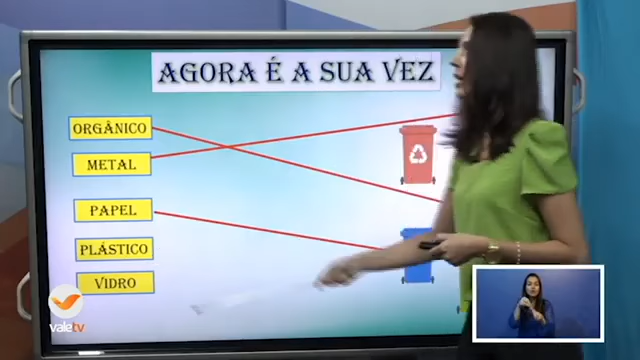 AGORA É A SUA VEZ
ORGÂNICO
METAL
PAPEL
PLÁSTICO
VIDRO
valetv